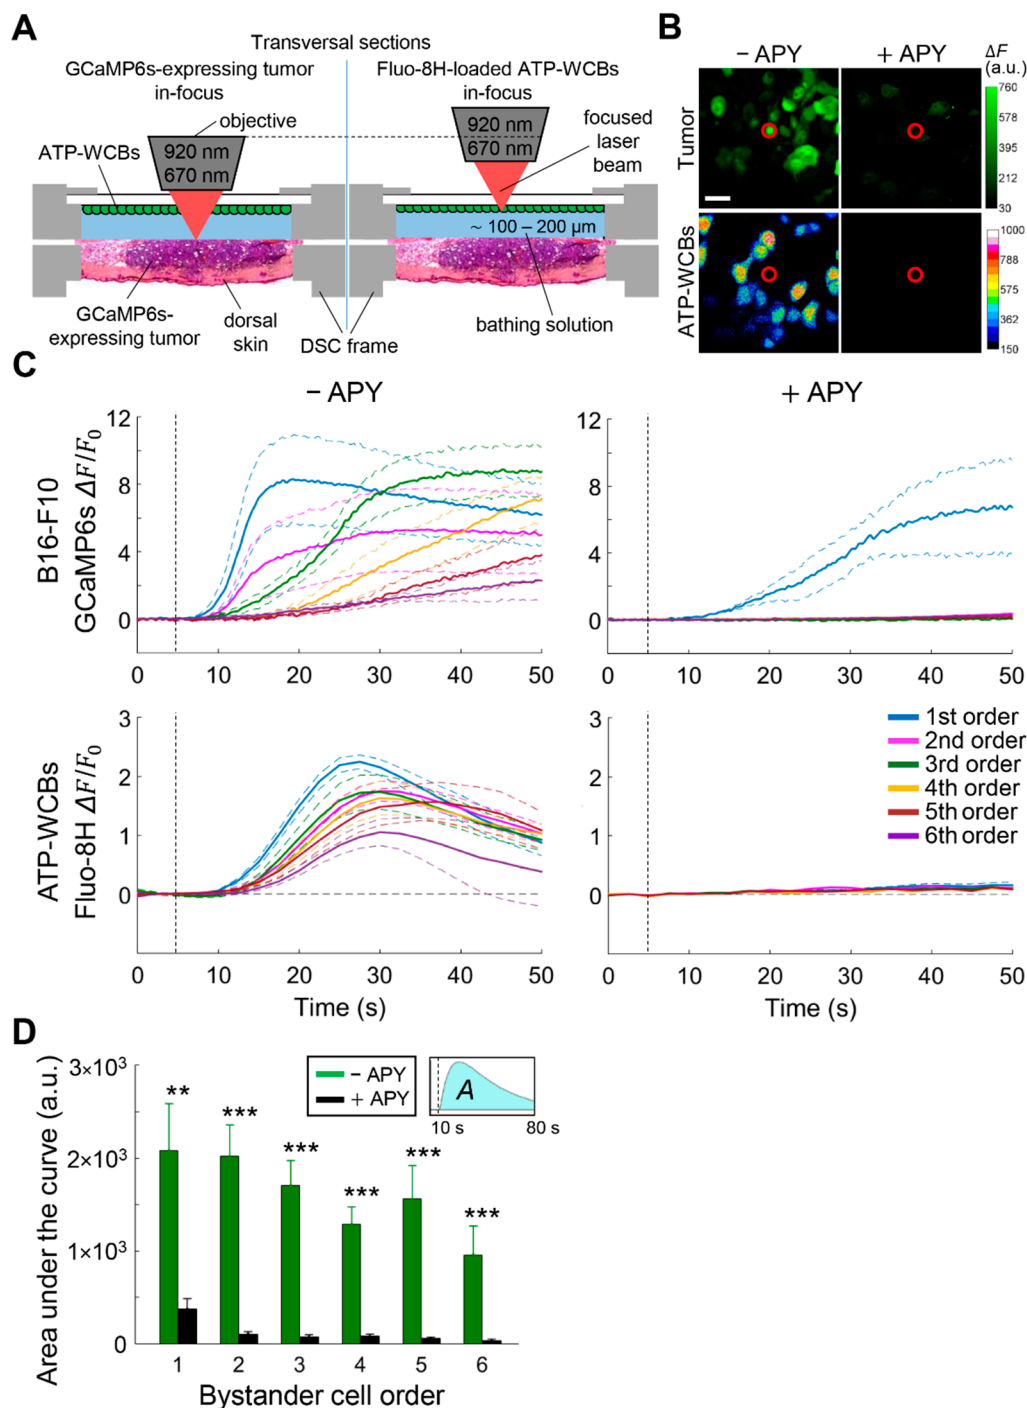 A
Transversal sections
GCaMP6s-expressing tumor
in-focus
Fluo-8H-loaded ATP-WCBs
in-focus
objective
ATP-WCBs
920 nm
670 nm
920 nm
670 nm
focused
laser
beam
~ 100 – 200 µm
GCaMP6s-
expressing tumor
dorsal
skin
DSC frame
bathing solution
B
– APY
+ APY
ΔF
(a.u.)
Tumor
760
578
395
212
30
ATP-WCBs
1000
788
575
362
150
C
– APY
+ APY
B16-F10
GCaMP6s ΔF/F0
12
8
4
0
0 10 20 30 40 50
12
8
4
0
0 10 20 30 40 50
ATP-WCBs
Fluo-8H ΔF/F0
3
2
1
0
0 10 20 30 40 50
Time (s)
3
2
1
0
1st order
2nd order
3rd order
4th order
5th order
6th order
0 10 20 30 40 50
Time (s)
D
Area under the curve (a.u.)
3×10³
2×10³
1×10³
0
– APY
+ APY
A
10 s 80 s
** *** *** *** *** ***
1 2 3 4 5 6
Bystander cell order